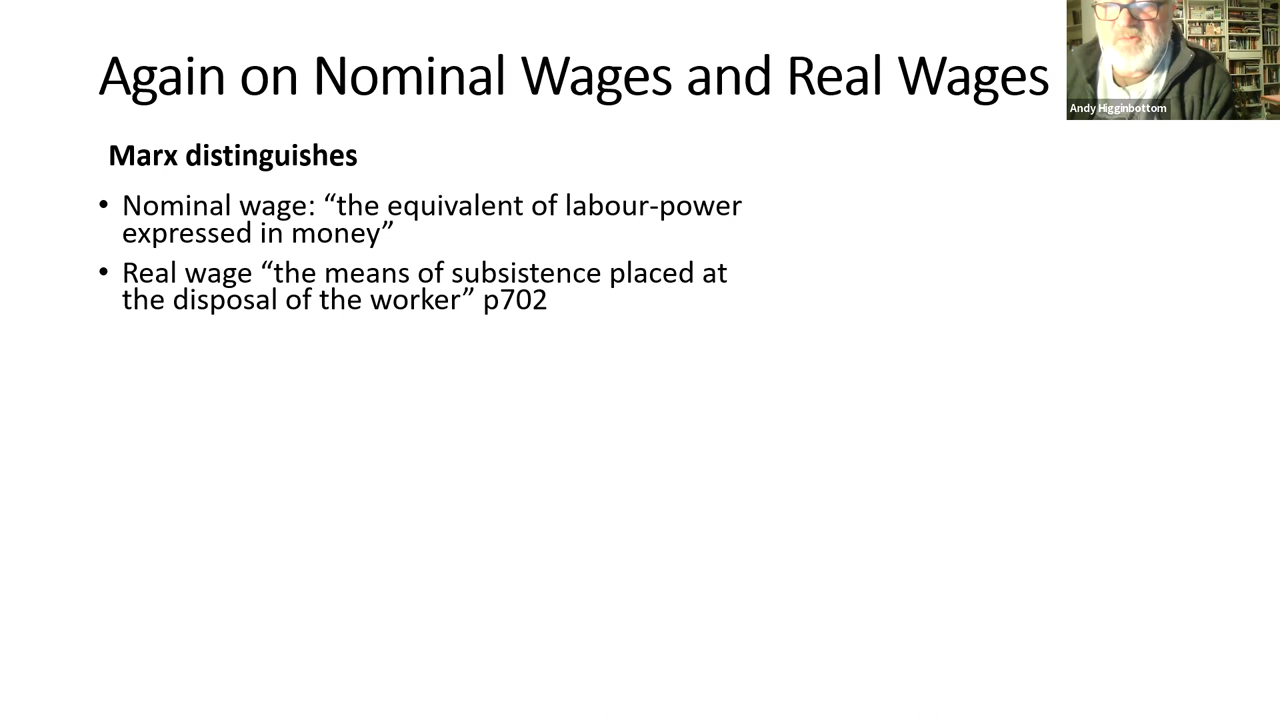 Again on Nominal Wages and Real Wages
Andy Higginbottom
Marx distinguishes
• Nominal wage: “the equivalent of labour-power
expressed in money”
• Real wage “the means of subsistence placed at
the disposal of the worker” p702